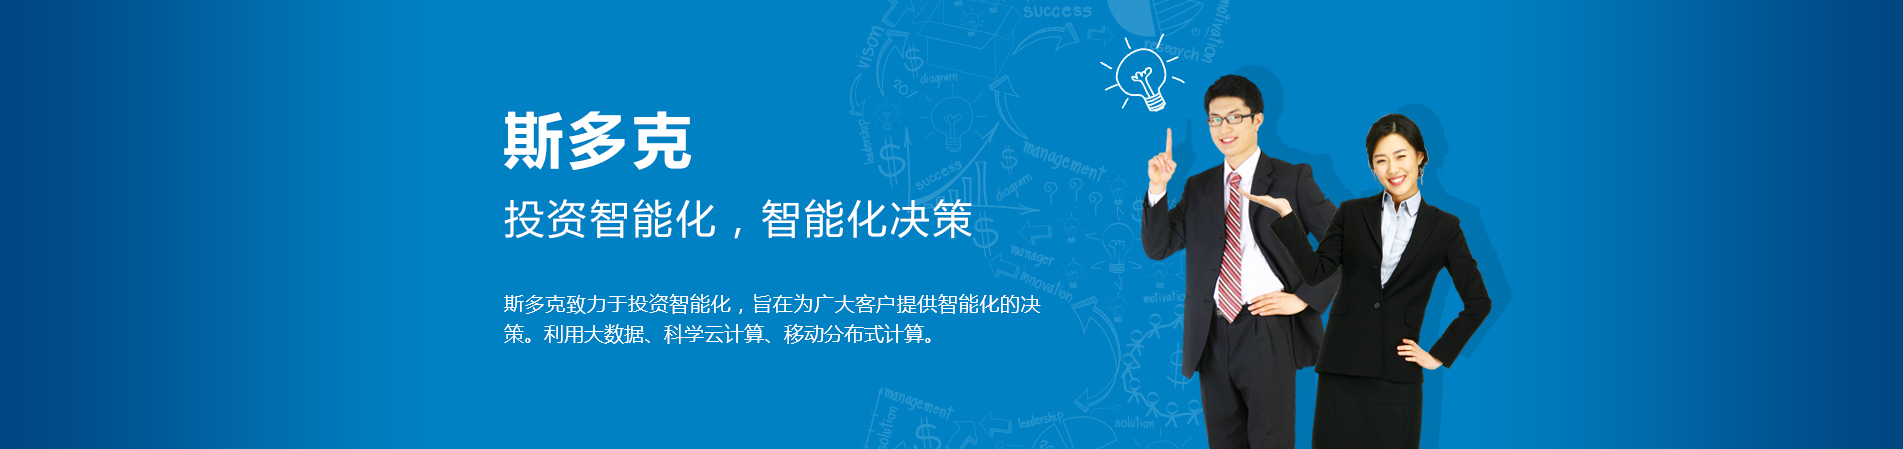 斯多克
投资智能化，智能化决策
斯多克致力于投资智能化，旨在为广大客户提供智能化的决
策。利用大数据、科学云计算、移动分布式计算。
success
motivation
vison
research
diagram
20%
leadership
management
success
diagram
manager
innovation
motivation
management
solution
leadership
solution
20%